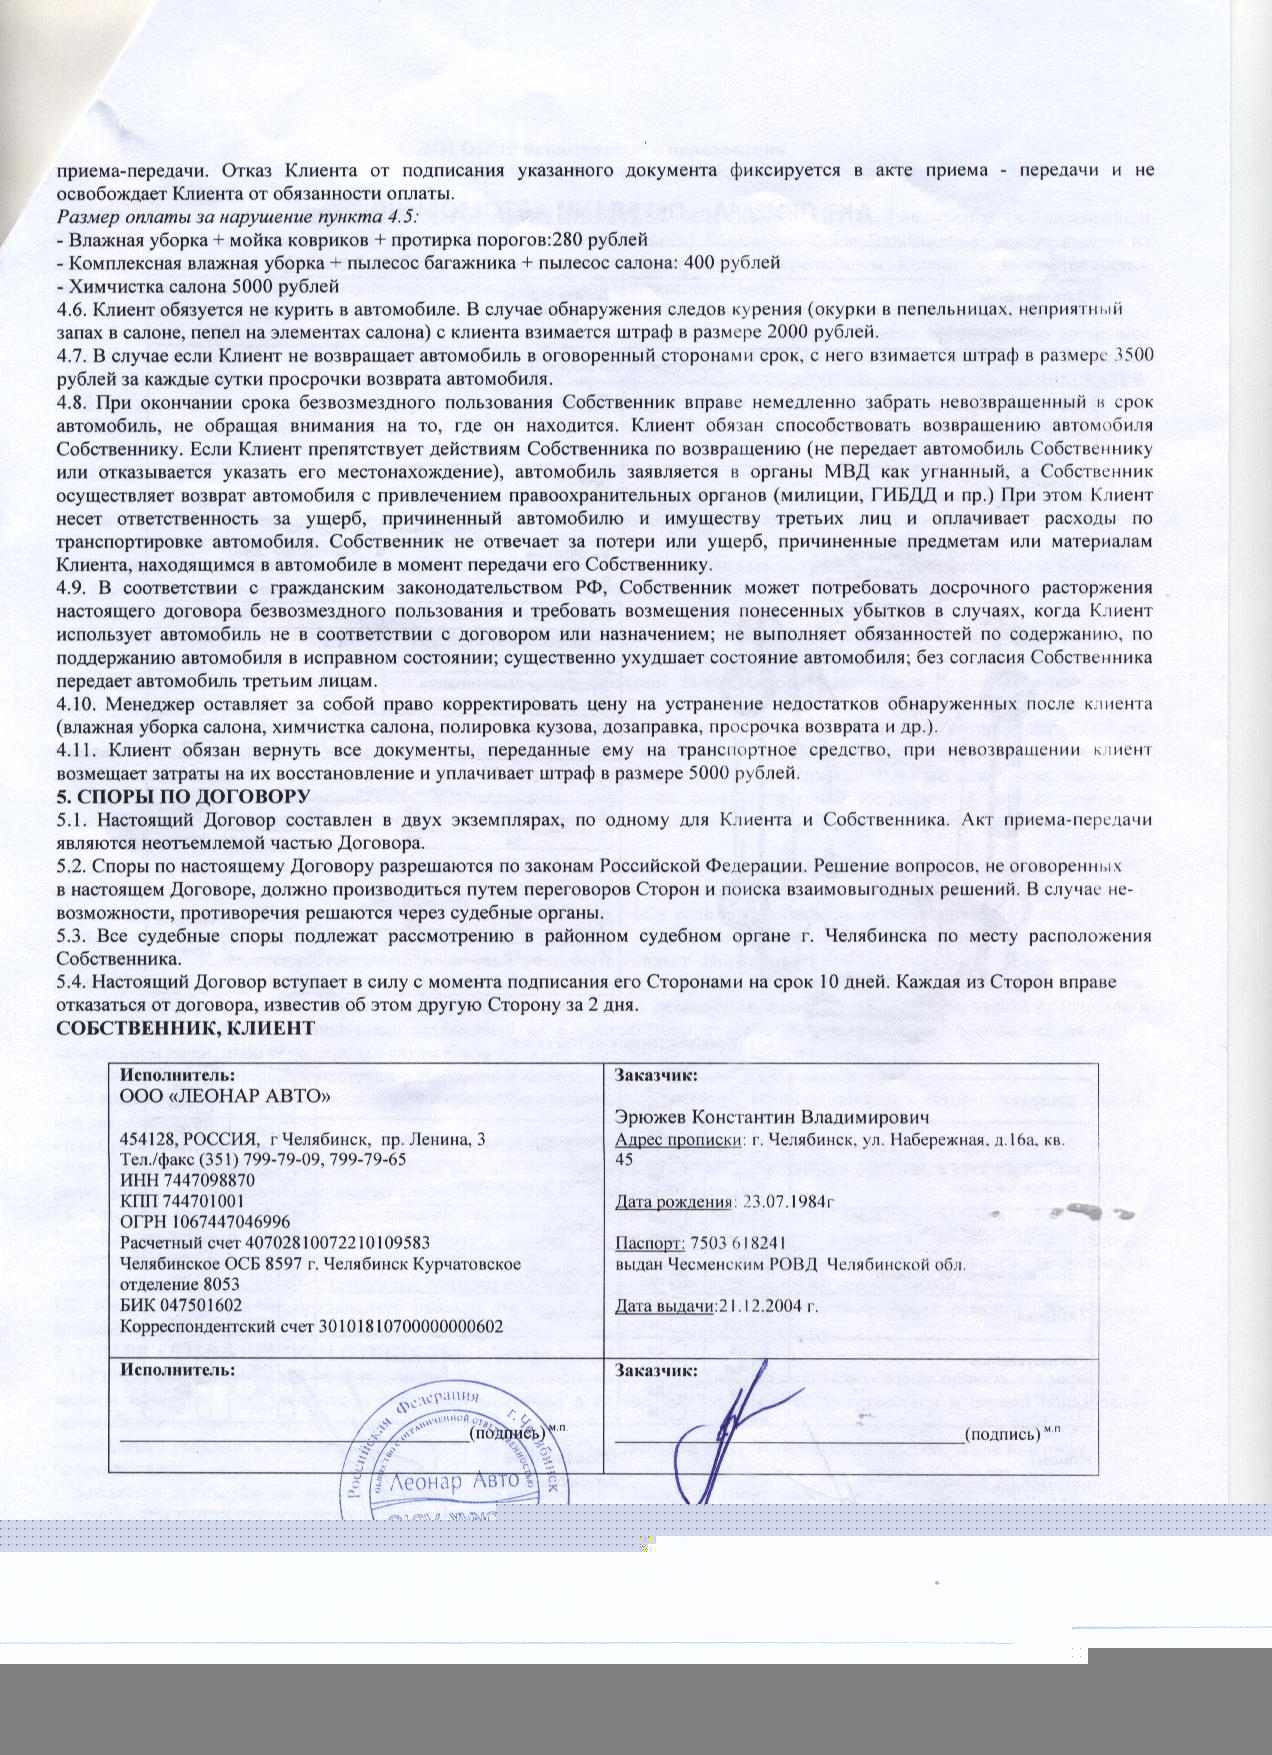 приема-передачи. Отказ Клиента от подписания указанного документа фиксируется в акте приема - передачи и не
освобождает Клиента от обязанности оплаты.
Размер оплаты за нарушение пункта 4.5:
- Влажная уборка + мойка ковриков + протирка порогов:280 рублей
- Комплексная влажная уборка + пылесос багажника + пылесос салона: 400 рублей
- Химчистка салона 5000 рублей
4.6. Клиент обязуется не курить в автомобиле. В случае обнаружения следов курения (окурки в пепельницах, неприятный
запах в салоне, пепел на элементах салона) с клиента взимается штраф в размере 2000 рублей.
4.7. В случае если Клиент не возвращает автомобиль в оговоренный сторонами срок, с него взимается штраф в размере 3500
рублей за каждые сутки просрочки возврата автомобиля.
4.8. При окончании срока безвозмездного пользования Собственник вправе немедленно забрать невозвращенный в срок
автомобиль, не обращая внимания на то, где он находится. Клиент обязан способствовать возвращению автомобиля
Собственнику. Если Клиент препятствует действиям Собственника по возвращению (не передает автомобиль Собственнику
или отказывается указать его местонахождение), автомобиль заявляется в органы МВД как угнанный, а Собственник
осуществляет возврат автомобиля с привлечением правоохранительных органов (милиции, ГИБДД и пр.) При этом Клиент
несет ответственность за ущерб, причиненный автомобилю и имуществу третьих лиц и оплачивает расходы по
транспортировке автомобиля. Собственник не отвечает за потери или ущерб, причиненные предметам или материалам
Клиента, находящимся в автомобиле в момент передачи его Собственнику.
4.9. В соответствии с гражданским законодательством РФ, Собственник может потребовать досрочного расторжения
настоящего договора безвозмездного пользования и требовать возмещения понесенных убытков в случаях, когда Клиент
использует автомобиль не в соответствии с договором или назначением; не выполняет обязанностей по содержанию, по
поддержанию автомобиля в исправном состоянии; существенно ухудшает состояние автомобиля; без согласия Собственника
передает автомобиль третьим лицам.
4.10. Менеджер оставляет за собой право корректировать цену на устранение недостатков обнаруженных после клиента
(влажная уборка салона, химчистка салона, полировка кузова, дозаправка, просрочка возврата и др.).
4.11. Клиент обязан вернуть все документы, переданные ему на транспортное средство, при невозвращении клиент
возмещает затраты на их восстановление и уплачивает штраф в размере 5000 рублей.
5. СПОРЫ ПО ДОГОВОРУ
5.1. Настоящий Договор составлен в двух экземплярах, по одному для Клиента и Собственника. Акт приема-передачи
являются неотъемлемой частью Договора.
5.2. Споры по настоящему Договору разрешаются по законам Российской Федерации. Решение вопросов, не оговоренных
в настоящем Договоре, должно производиться путем переговоров Сторон и поиска взаимовыгодных решений. В случае не-
возможности, противоречия решаются через судебные органы.
5.3. Все судебные споры подлежат рассмотрению в районном судебном органе г. Челябинска по месту расположения
Собственника.
5.4. Настоящий Договор вступает в силу с момента подписания его Сторонами на срок 10 дней. Каждая из Сторон вправе
отказаться от договора, известив об этом другую Сторону за 2 дня.
СОБСТВЕННИК, КЛИЕНТ
Исполнитель:
ООО «ЛЕОНАР АВТО»
454128, РОССИЯ, г Челябинск, пр. Ленина, 3
Тел./факс (351) 799-79-09, 799-79-65
ИНН 7447098870
КПП 744701001
ОГРН 1067447046996
Расчетный счет 40702810072210109583
Челябинское ОСБ 8597 г. Челябинск Курчатовское
отделение 8053
БИК 047501602
Корреспондентский счет 30101810700000000602
Заказчик:
Эрюжев Константин Владимирович
Адрес прописки: г. Челябинск, ул. Набережная, д.16а, кв.
45
Дата рождения: 23.07.1984г
Паспорт: 7503 618241
выдан Чесменским РОВД Челябинской обл.
Дата выдачи:21.12.2004 г.
Исполнитель:
(подпись) м.п.
Российская Федерация г. Челябинск
общество с ограниченной ответственностью
Леонар Авто
Заказчик:
(подпись) м.п